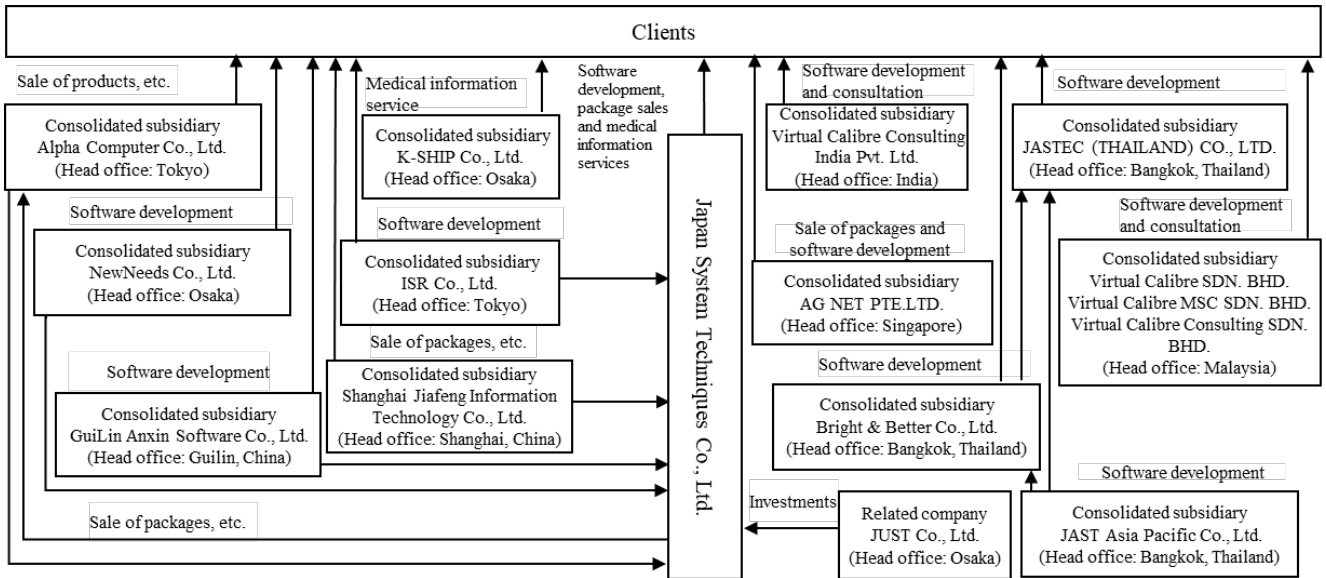 Clients
Sale of products, etc.
Consolidated subsidiary
Alpha Computer Co., Ltd.
(Head office: Tokyo)
Software development
Consolidated subsidiary
NewNeeds Co., Ltd.
(Head office: Osaka)
Software development
Consolidated subsidiary
GuiLin Anxin Software Co., Ltd.
(Head office: Guilin, China)
Sale of packages, etc.
Medical information
service
Consolidated subsidiary
K-SHIP Co., Ltd.
(Head office: Osaka)
Software development
Consolidated subsidiary
ISR Co., Ltd.
(Head office: Tokyo)
Sale of packages, etc.
Consolidated subsidiary
Shanghai Jiafeng Information
Technology Co., Ltd.
(Head office: Shanghai, China)
Software
development,
package sales
and medical
information
services
Japan System Techniques Co., Ltd.
Software development
and consultation
Consolidated subsidiary
Virtual Calibre Consulting
India Pvt. Ltd.
(Head office: India)
Sale of packages and
software development
Consolidated subsidiary
AG NET PTE.LTD.
(Head office: Singapore)
Software development
Consolidated subsidiary
Bright & Better Co., Ltd.
(Head office: Bangkok, Thailand)
Investments
Related company
JUST Co., Ltd.
(Head office: Osaka)
Software development
Consolidated subsidiary
JASTEC (THAILAND) CO., LTD.
(Head office: Bangkok, Thailand)
Software development
and consultation
Consolidated subsidiary
Virtual Calibre SDN. BHD.
Virtual Calibre MSC SDN. BHD.
Virtual Calibre Consulting SDN.
BHD.
(Head office: Malaysia)
Software development
Consolidated subsidiary
JAST Asia Pacific Co., Ltd.
(Head office: Bangkok, Thailand)